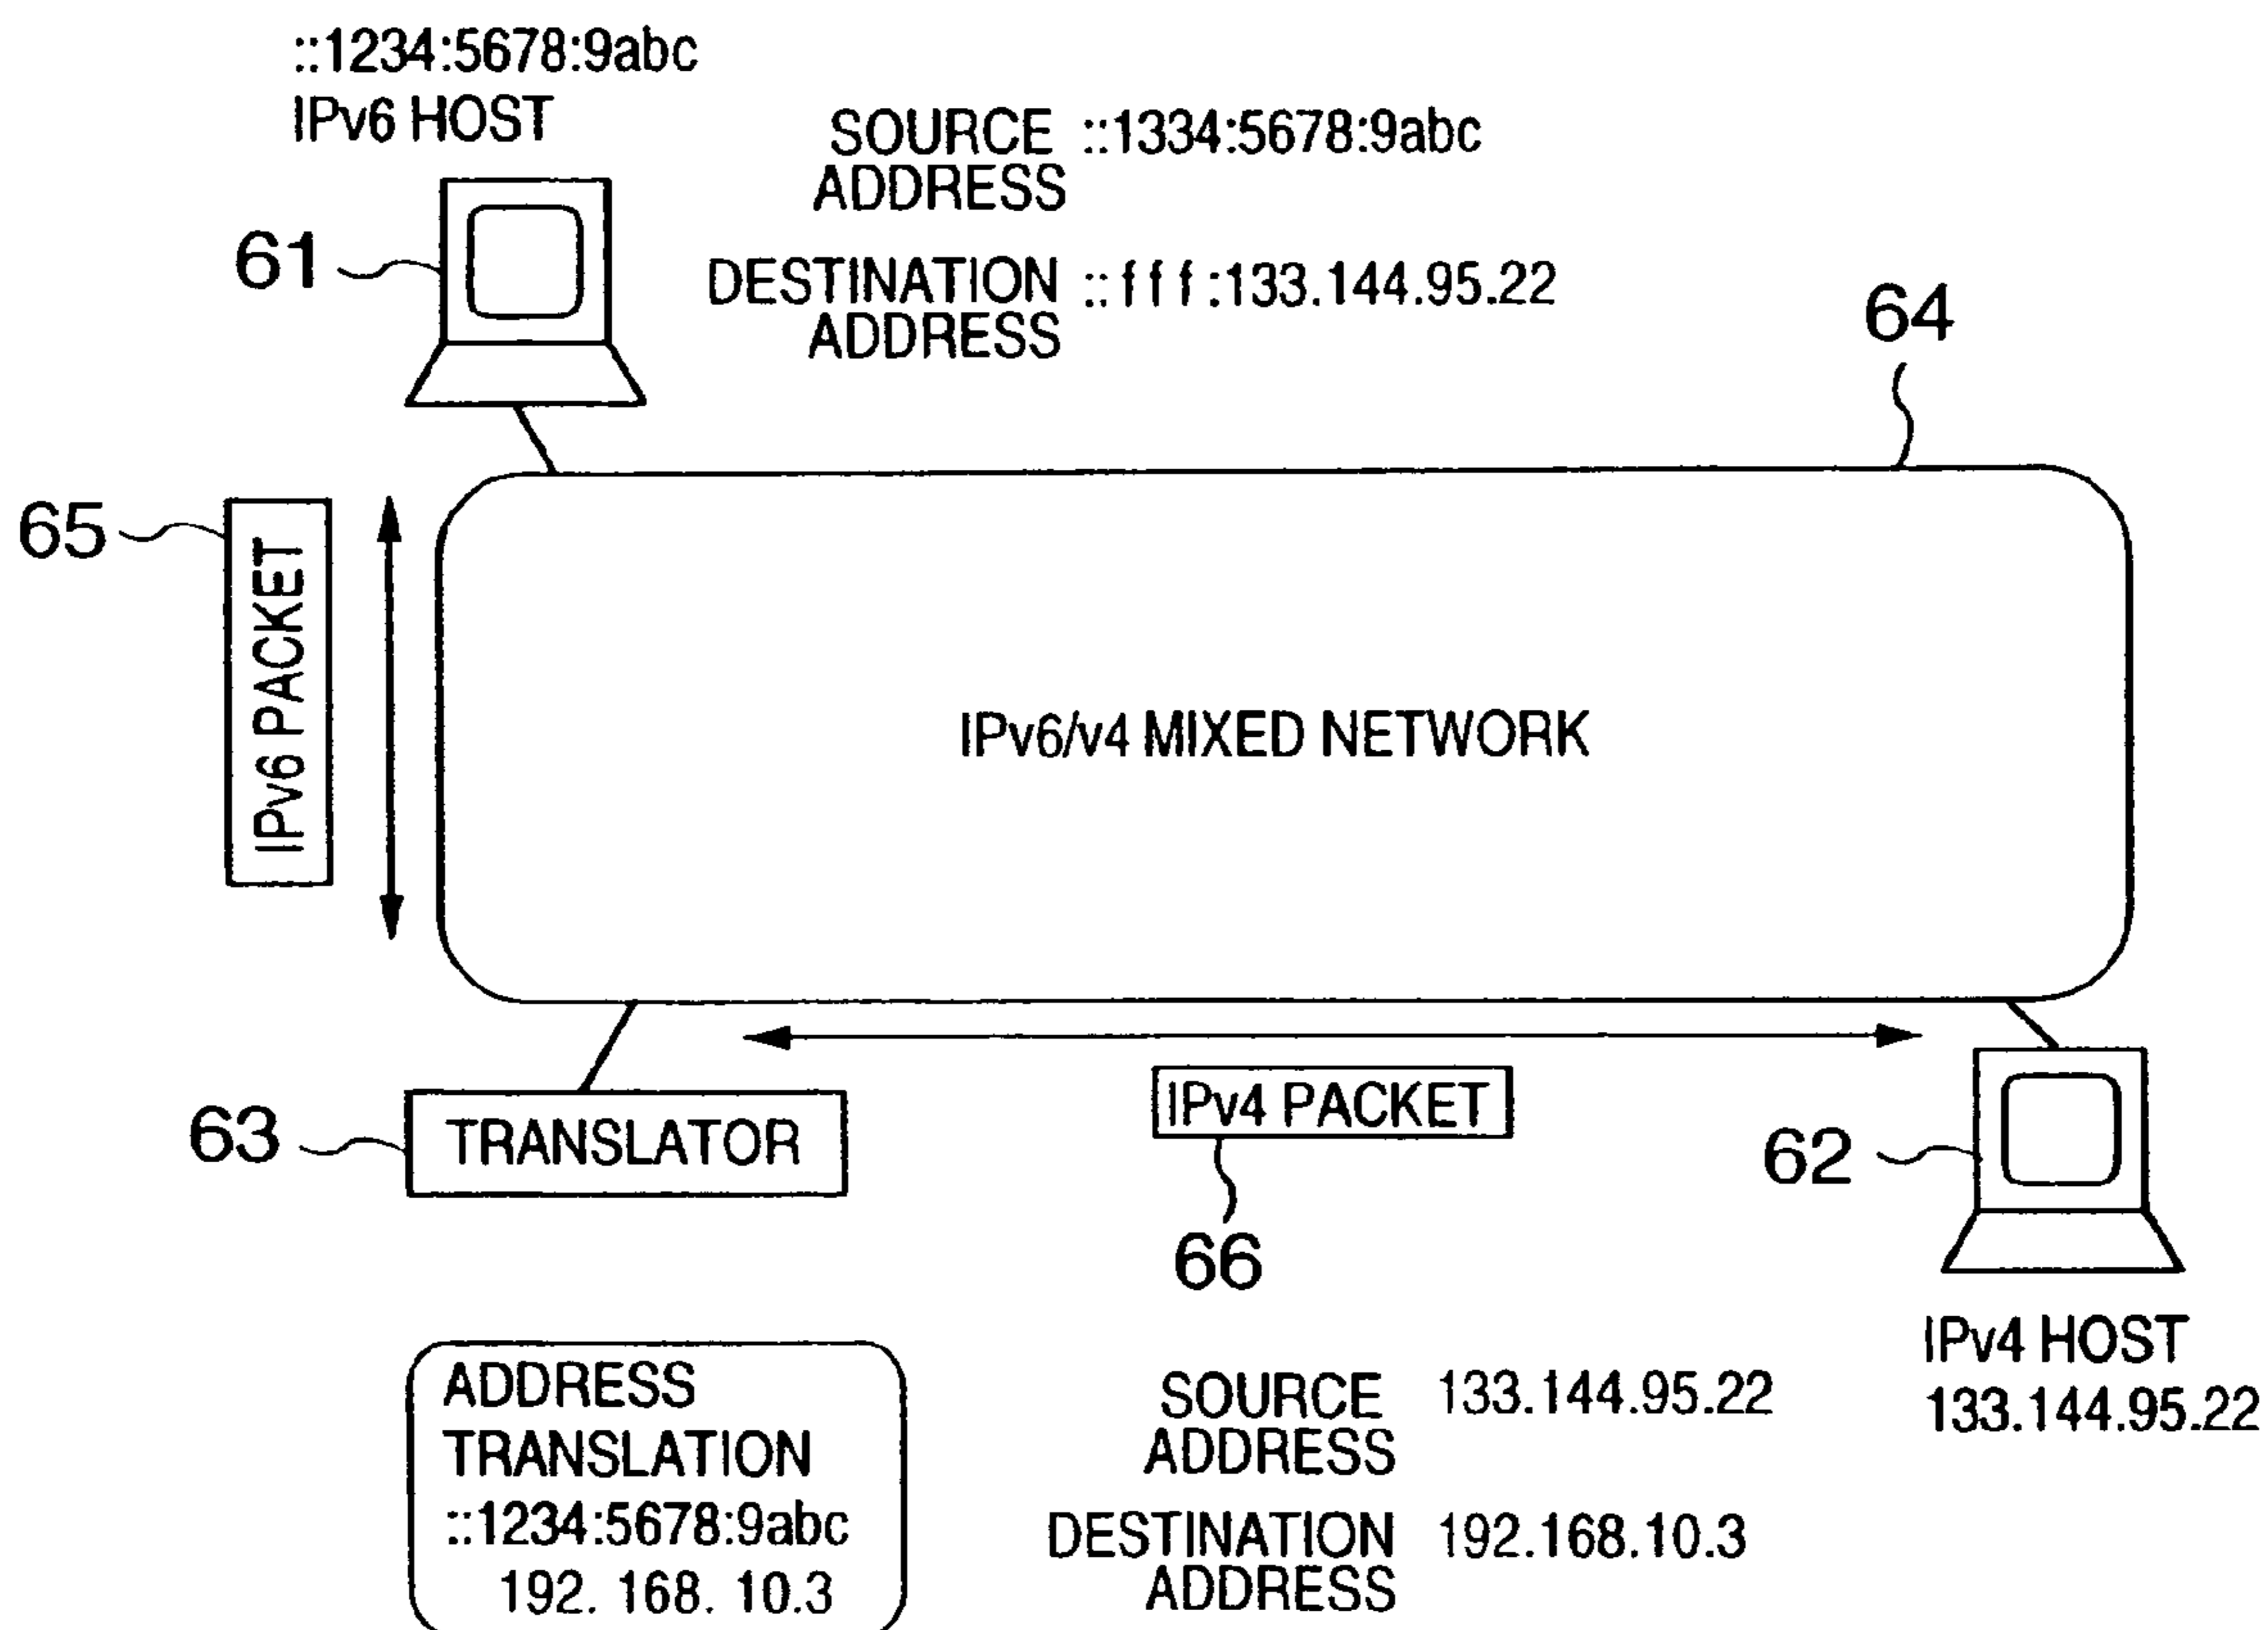 ::1234:5678:9abc
IPv6 HOST
SOURCE ::1334:5678:9abc
ADDRESS
61
DESTINATION ::fff:133.144.95.22
ADDRESS
64
65
IPv6 PACKET
IPv6/v4 MIXED NETWORK
63
TRANSLATOR
IPv4 PACKET
62
66
IPv4 HOST
133.144.95.22
ADDRESS
TRANSLATION
::1234:5678:9abc
192. 168. 10.3
SOURCE 133.144.95.22
ADDRESS
DESTINATION 192.168.10.3
ADDRESS